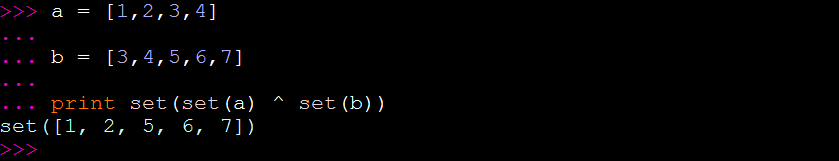 >>> a = [1,2,3,4]
...
... b = [3,4,5,6,7]
...
... print set(set(a) ^ set(b))
set([1, 2, 5, 6, 7])
>>>